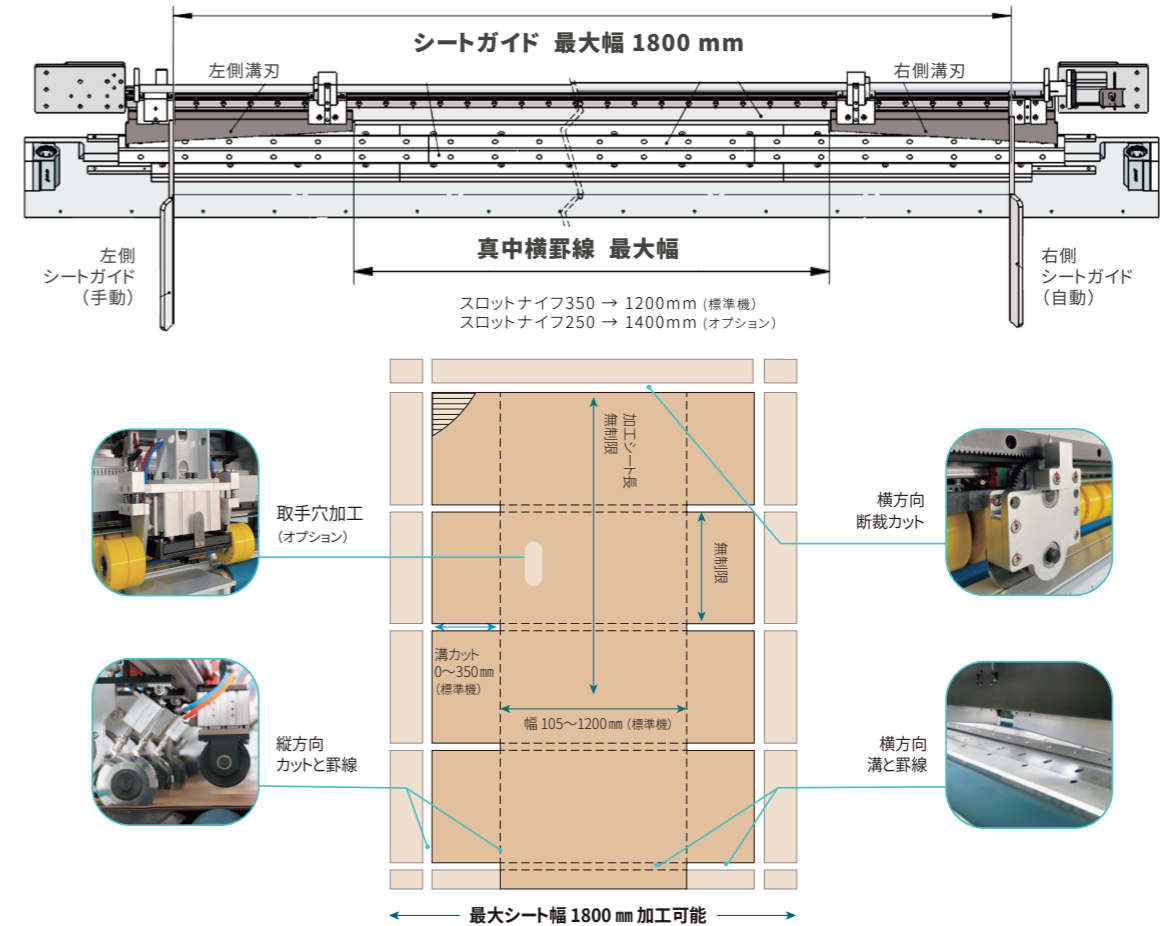 シートガイド 最大幅 1800 mm
左側溝刃
右側溝刃
真中横罫線 最大幅
左側
シートガイド
（手動）
右側
シートガイド
（自動）
スロットナイフ350 → 1200mm (標準機)
スロットナイフ250 → 1400mm (オプション)
加工シート長
無制限
取手穴加工
（オプション）
横方向
断裁カット
無制限
溝カット
0〜350㎜
(標準機)
幅 105〜1200㎜ (標準機)
縦方向
カットと罫線
横方向
溝と罫線
最大シート幅 1800 ㎜ 加工可能